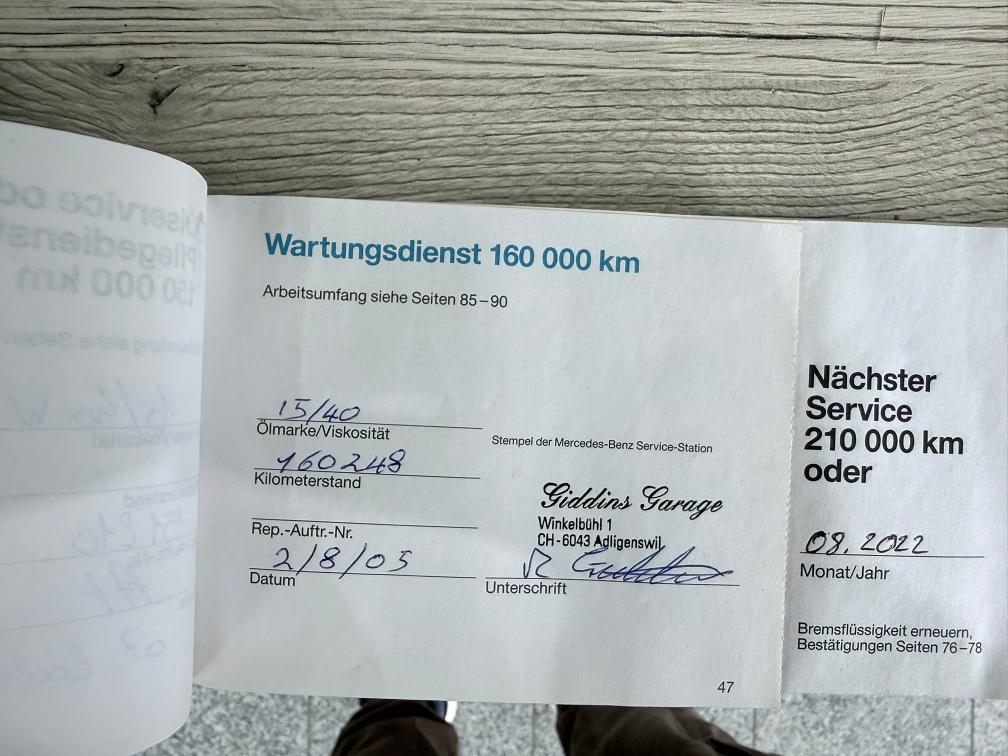 Wartungsdienst 160 000 km
Arbeitsumfang siehe Seiten 85–90
15/40
Ölmarke/Viskosität
160248
Kilometerstand
Rep.-Auftr.-Nr.
2/8/05
Datum
Stempel der Mercedes-Benz Service-Station
Giddins Garage
Winkelbühl 1
CH-6043 Adligenswil
Unterschrift
47
Nächster
Service
210 000 km
oder
08.2022
Monat/Jahr
Bremsflüssigkeit erneuern,
Bestätigungen Seiten 76–78